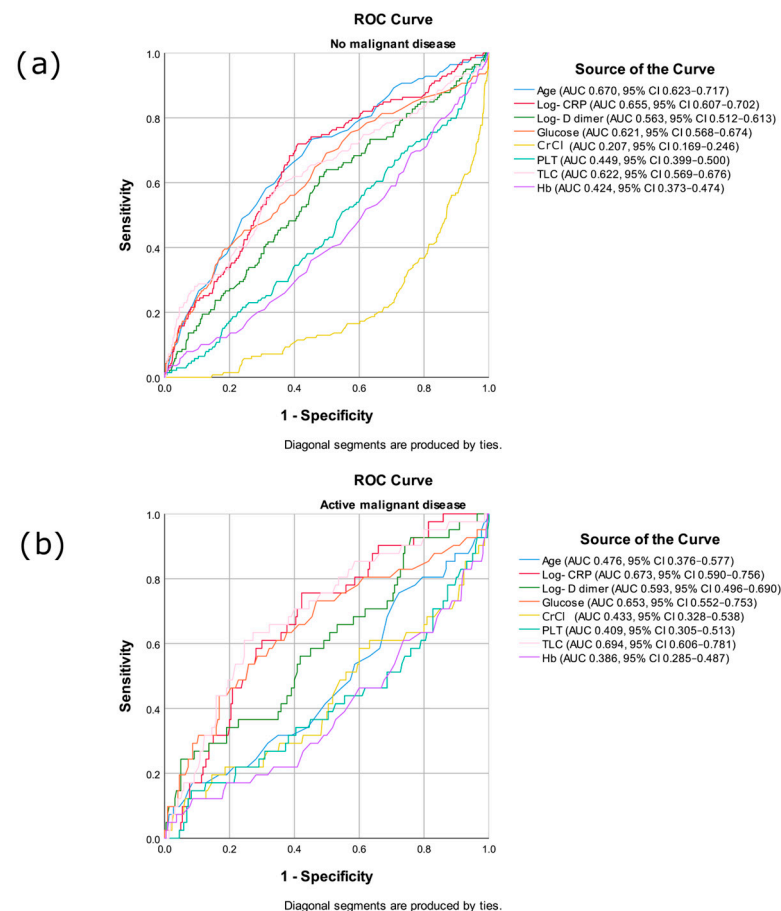 (a)
ROC Curve
No malignant disease
Sensitivity
1.0
0.8
0.6
0.4
0.2
0.0
0.0 0.2 0.4 0.6 0.8 1.0
1 - Specificity
Diagonal segments are produced by ties.
Source of the Curve
Age (AUC 0.670, 95% CI 0.623–0.717)
Log- CRP (AUC 0.655, 95% CI 0.607–0.702)
Log- D dimer (AUC 0.563, 95% CI 0.512–0.613)
Glucose (AUC 0.621, 95% CI 0.568–0.674)
CrCl (AUC 0.207, 95% CI 0.169-0.246)
PLT (AUC 0.449, 95% CI 0.399–0.500)
TLC (AUC 0.622, 95% CI 0.569–0.676)
Hb (AUC 0.424, 95% CI 0.373–0.474)
(b)
ROC Curve
Active malignant disease
Sensitivity
1.0
0.8
0.6
0.4
0.2
0.0
0.0 0.2 0.4 0.6 0.8 1.0
1 - Specificity
Diagonal segments are produced by ties.
Source of the Curve
Age (AUC 0.476, 95% CI 0.376–0.577)
Log- CRP (AUC 0.673, 95% CI 0.590–0.756)
Log- D dimer (AUC 0.593, 95% CI 0.496–0.690)
Glucose (AUC 0.653, 95% CI 0.552–0.753)
CrCl (AUC 0.433, 95% CI 0.328–0.538)
PLT (AUC 0.409, 95% CI 0.305–0.513)
TLC (AUC 0.694, 95% CI 0.606–0.781)
Hb (AUC 0.386, 95% CI 0.285–0.487)